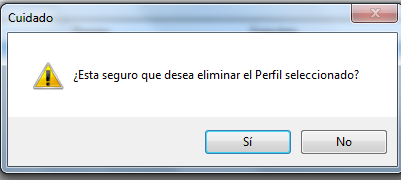 Cuidado
¿Esta seguro que desea eliminar el Perfil seleccionado?
Sí
No